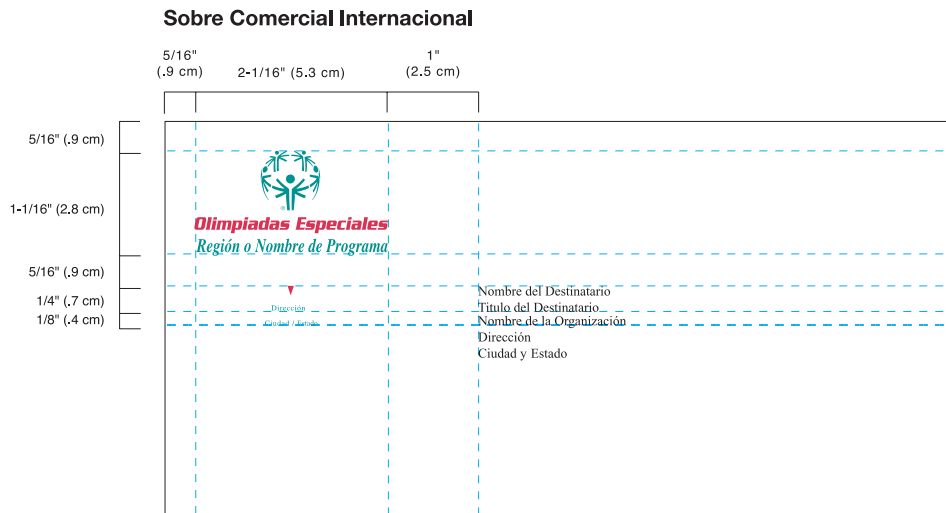 Sobre Comercial Internacional
5/16"
(.9 cm)
2-1/16" (5.3 cm)
1"
(2.5 cm)
5/16" (.9 cm)
1-1/16" (2.8 cm)
5/16" (.9 cm)
1/4" (.7 cm)
1/8" (.4 cm)
®
Olimpiadas Especiales
Región o Nombre de Programa
Dirección
Ciudad / Estado
Nombre del Destinatario
Titulo del Destinatario
Nombre de la Organización
Dirección
Ciudad y Estado